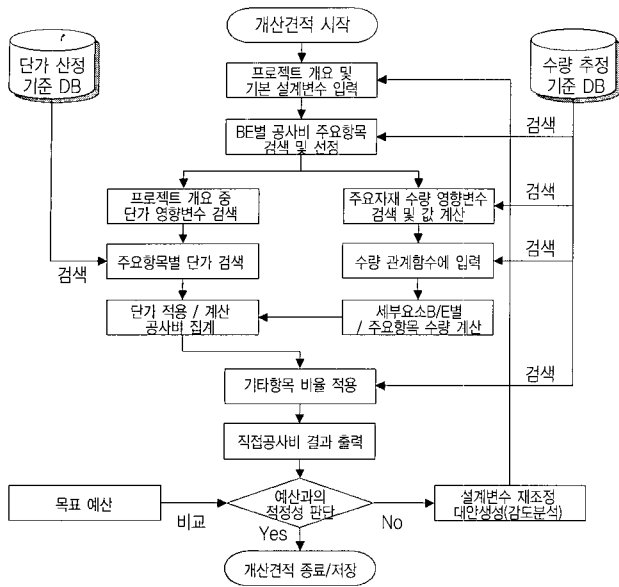 개산견적 시작
단가 산정
기준 DB
수량 추정
기준 DB
프로젝트 개요 및
기본 설계변수 입력
BE별 공사비 주요항목
검색 및 선정
검색
프로젝트 개요 중
단가 영향변수 검색
주요자재 수량 영향변수
검색 및 값 계산
검색
주요항목별 단가 검색
수량 관계함수에 입력
검색
검색
단가 적용 / 계산
공사비 집계
세부요소B/E별
/ 주요항목 수량 계산
기타항목 비율 적용
검색
직접공사비 결과 출력
목표 예산
비교
예산과의
적정성 판단
No
설계변수 재조정
대안생성(감도분석)
Yes
개산견적 종료/저장